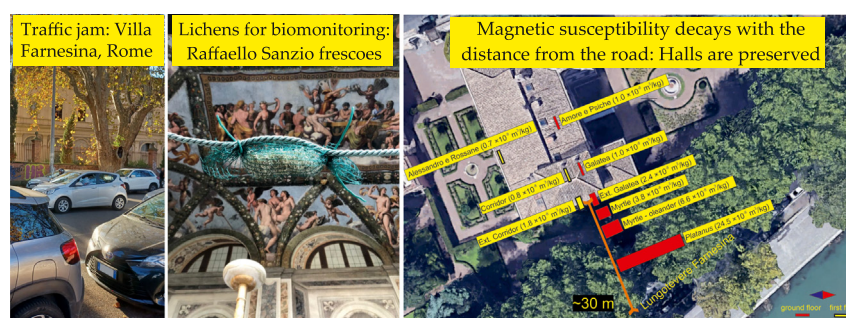 Traffic jam: Villa
Farnesina, Rome
Lichens for biomonitoring:
Raffaello Sanzio frescoes
Magnetic susceptibility decays with the
distance from the road: Halls are preserved
Amore e Psiche (1.0 ×10⁻⁸ m³/kg)
Alessandro e Rossane (0.7 ×10⁻⁸ m³/kg)
Galatea (1.0 ×10⁻⁸ m³/kg)
Corridor (0.8 ×10⁻⁸ m³/kg)
Ext. Galatea (2.4 ×10⁻⁸ m³/kg)
Myrtle (3.8 ×10⁻⁸ m³/kg)
Ext. Corridor (1.8 ×10⁻⁸ m³/kg)
Myrtle - oleander (6.6 ×10⁻⁸ m³/kg)
Platanus (24.5 ×10⁻⁸ m³/kg)
Lungotevere Farnesina
~30 m
ground floor
first f